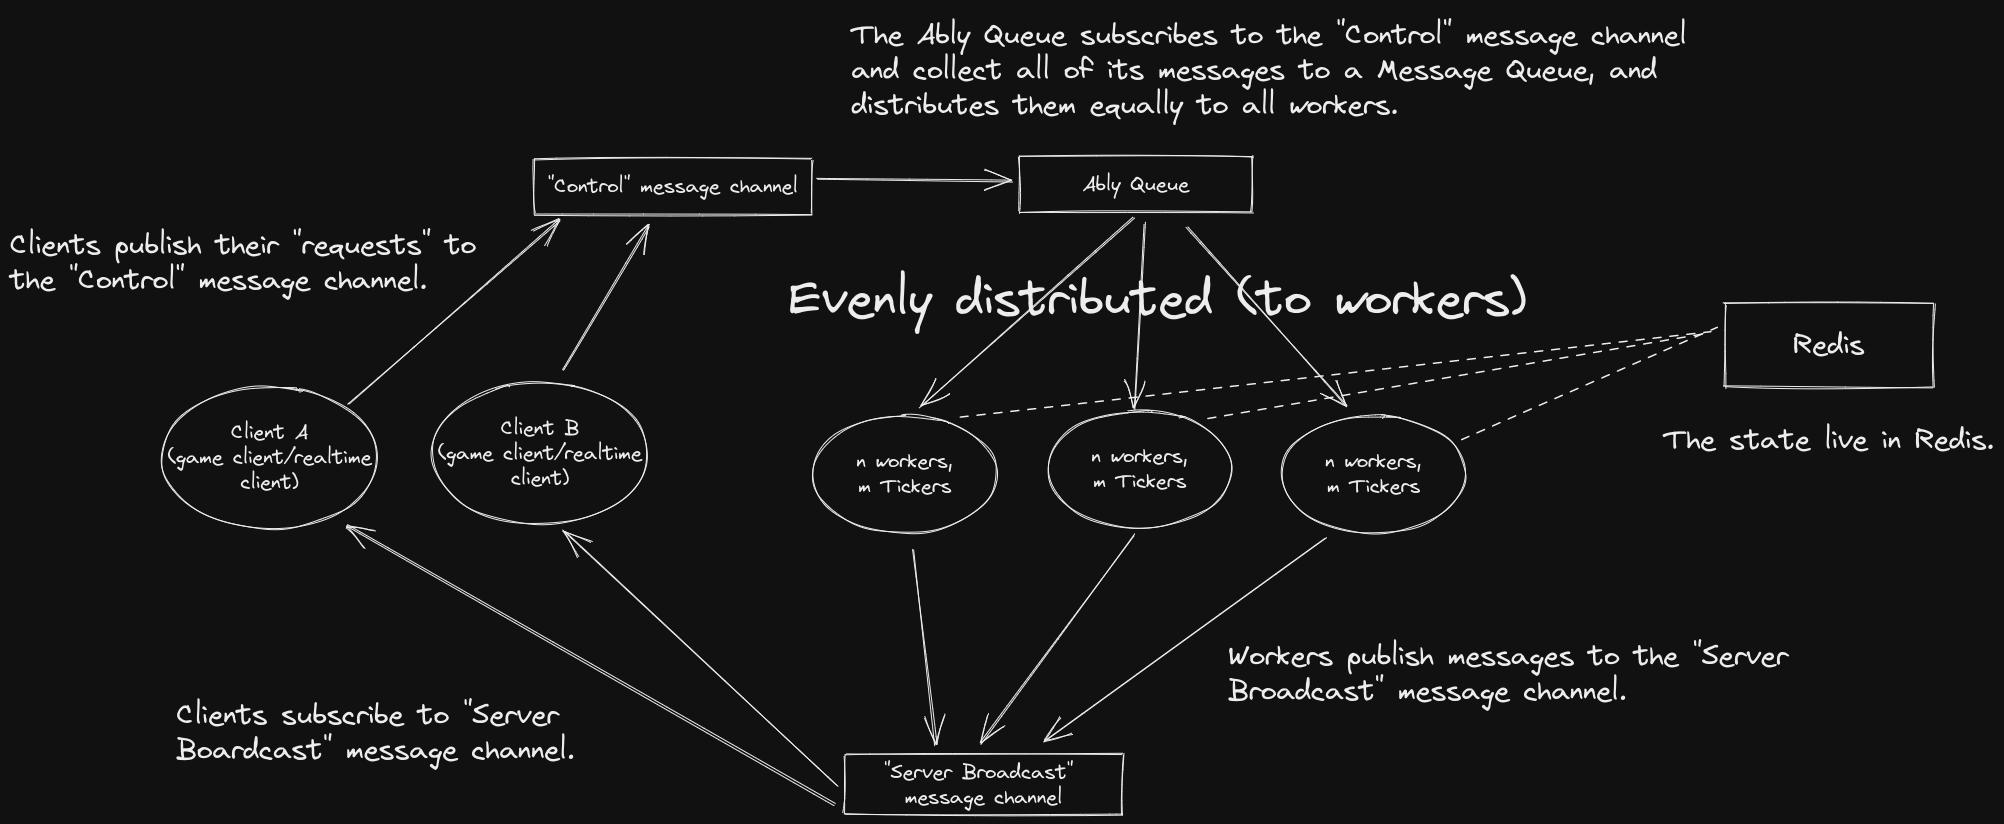 The Ably Queue subscribes to the "Control" message channel
and collect all of its messages to a Message Queue, and
distributes them equally to all workers.
"Control" message channel
Ably Queue
Clients publish their "requests" to
the "Control" message channel.
Evenly distributed (to workers)
Redis
The state live in Redis.
Client A
(game client/realtime
client)
Client B
(game client/realtime
client)
n workers,
m Tickers
n workers,
m Tickers
n workers,
m Tickers
Workers publish messages to the "Server
Broadcast" message channel.
Clients subscribe to "Server
Boardcast" message channel.
"Server Broadcast"
message channel